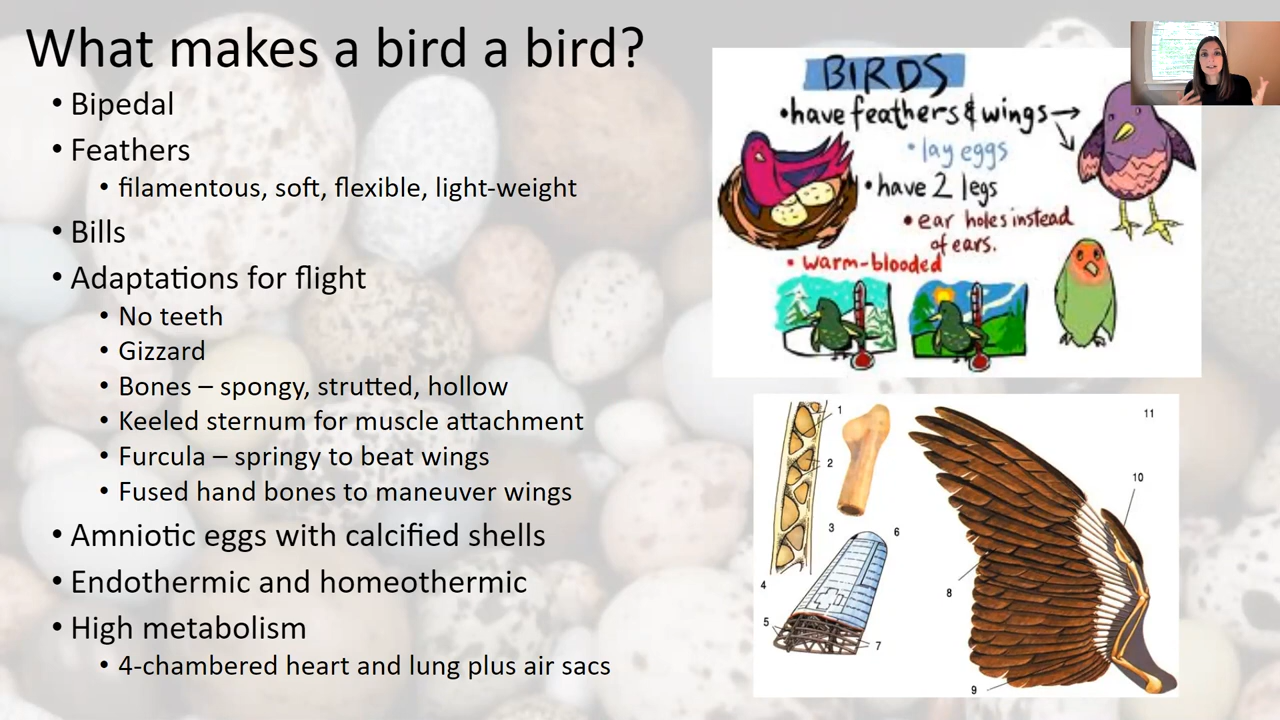 What makes a bird a bird?
• Bipedal
• Feathers
• filamentous, soft, flexible, light-weight
• Bills
• Adaptations for flight
• No teeth
• Gizzard
• Bones – spongy, strutted, hollow
• Keeled sternum for muscle attachment
• Furcula – springy to beat wings
• Fused hand bones to maneuver wings
• Amniotic eggs with calcified shells
• Endothermic and homeothermic
• High metabolism
• 4-chambered heart and lung plus air sacs
BIRDS
• have feathers & wings →
• lay eggs
• have 2 legs
• ear holes instead
of ears.
• warm-blooded
1
2
3
4
5
6
7
8
9
10
11